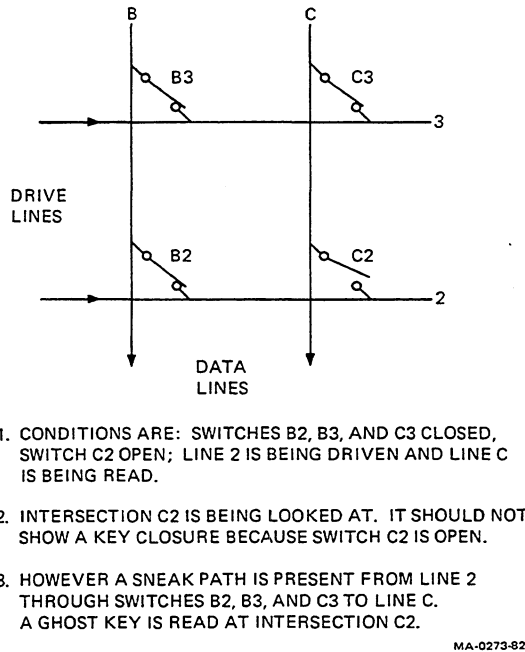 B
C
B3
C3
3
DRIVE
LINES
B2
C2
2
DATA
LINES
1. CONDITIONS ARE: SWITCHES B2, B3, AND C3 CLOSED,
SWITCH C2 OPEN; LINE 2 IS BEING DRIVEN AND LINE C
IS BEING READ.
2. INTERSECTION C2 IS BEING LOOKED AT. IT SHOULD NOT
SHOW A KEY CLOSURE BECAUSE SWITCH C2 IS OPEN.
3. HOWEVER A SNEAK PATH IS PRESENT FROM LINE 2
THROUGH SWITCHES B2, B3, AND C3 TO LINE C.
A GHOST KEY IS READ AT INTERSECTION C2.
MA-0273-82